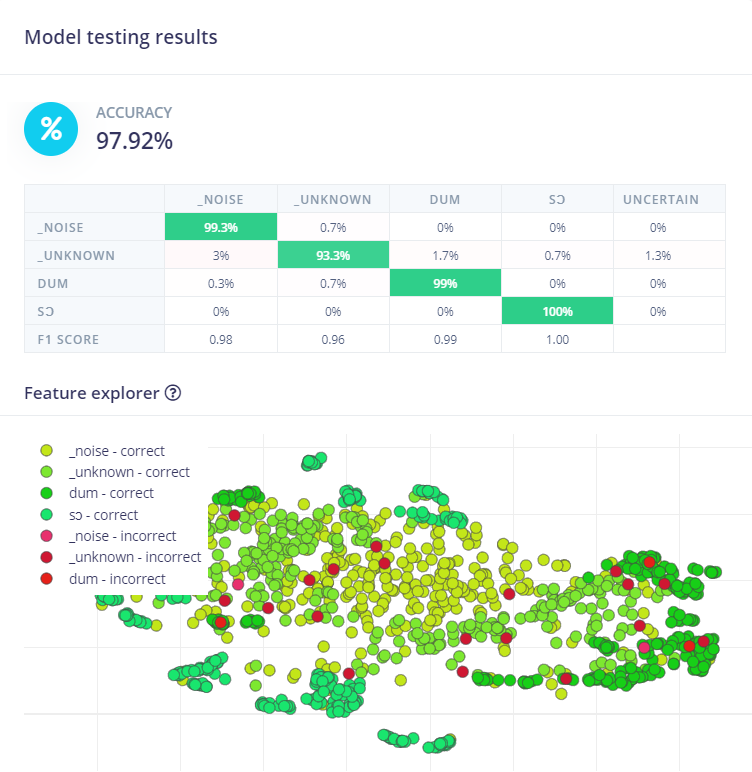 Model testing results
%
ACCURACY
97.92%
_NOISE _UNKNOWN DUM SƆ UNCERTAIN
_NOISE 99.3% 0.7% 0% 0% 0%
_UNKNOWN 3% 93.3% 1.7% 0.7% 1.3%
DUM 0.3% 0.7% 99% 0% 0%
SƆ 0% 0% 0% 100% 0%
F1 SCORE 0.98 0.96 0.99 1.00
Feature explorer ?
_noise - correct
_unknown - correct
dum - correct
sɔ - correct
_noise - incorrect
_unknown - incorrect
dum - incorrect